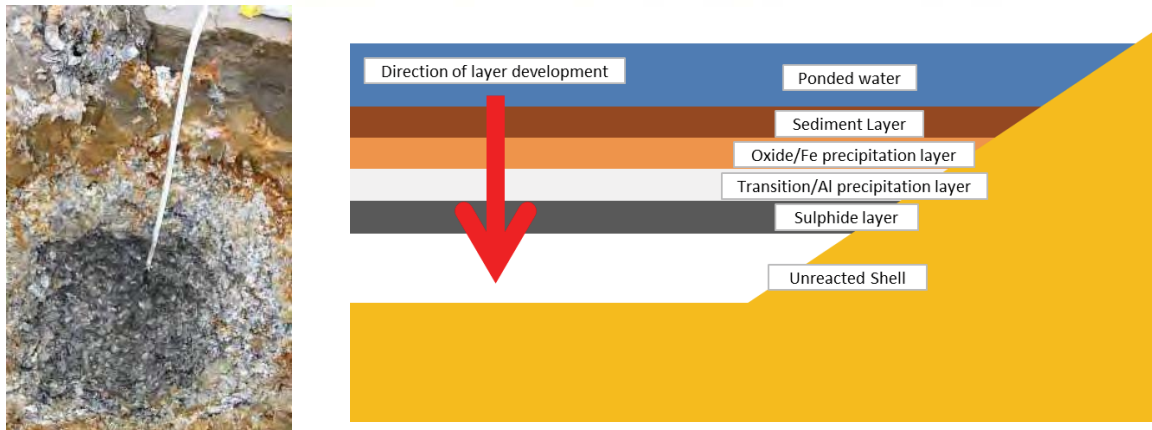 Direction of layer development
Ponded water
Sediment Layer
Oxide/Fe precipitation layer
Transition/Al precipitation layer
Sulphide layer
Unreacted Shell